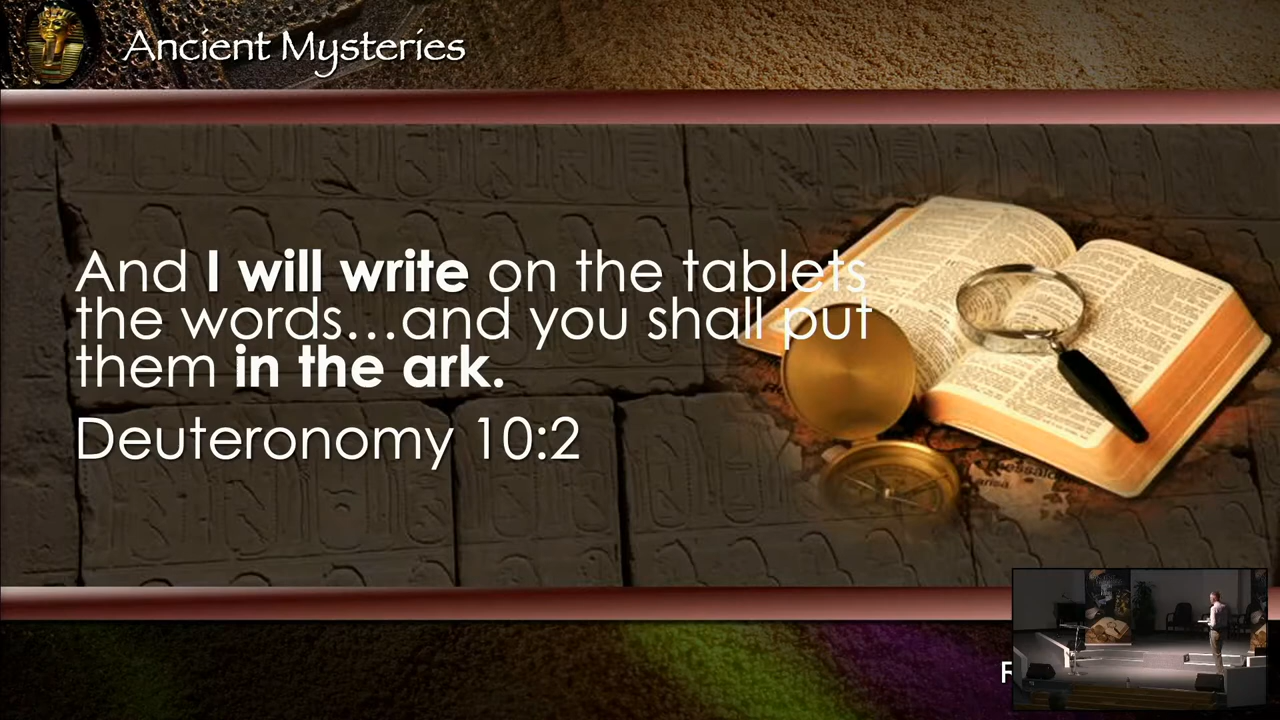 Ancient Mysteries
And I will write on the tablets
the words...and you shall put
them in the ark.
Deuteronomy 10:2